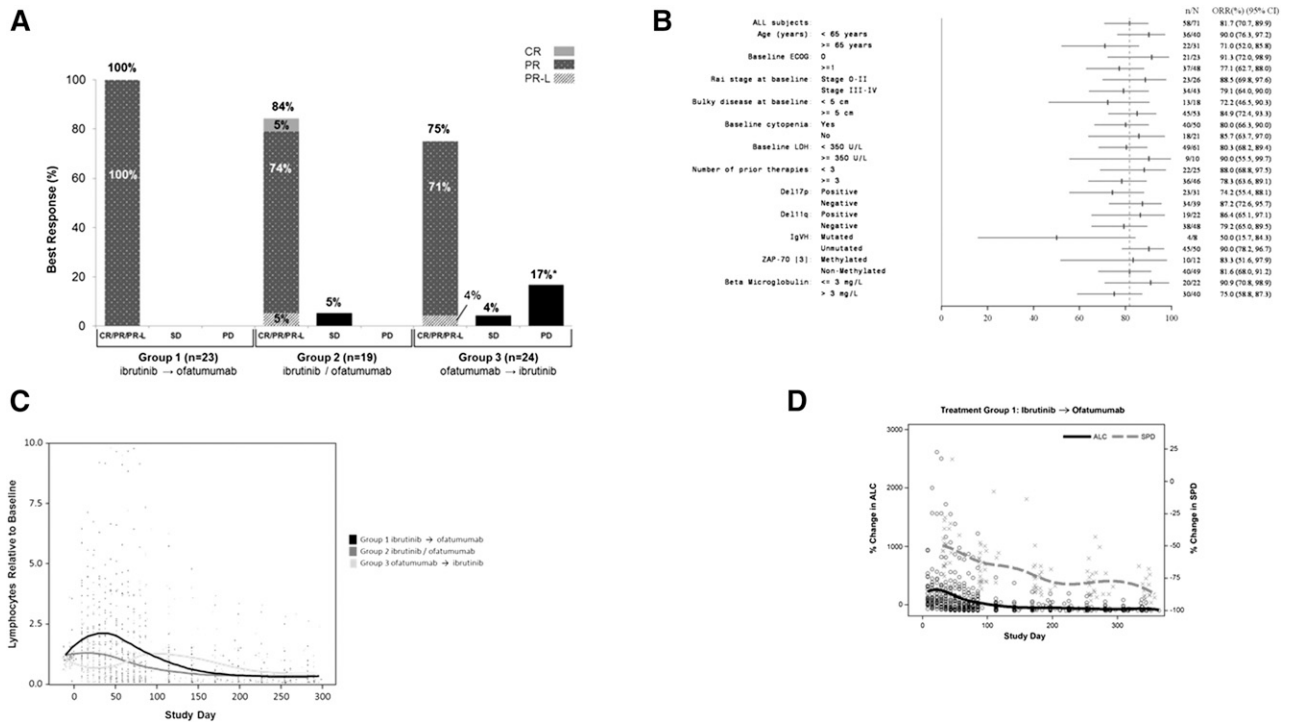 A
CR
PR
PR-L
Best Response (%)
100
80
60
40
20
0
100%
100%
84%
5%
74%
5%
5%
75%
71%
4%
4%
17%*
CR/PR/PR-L SD PD CR/PR/PR-L SD PD CR/PR/PR-L SD PD
Group 1 (n=23) Group 2 (n=19) Group 3 (n=24)
ibrutinib → ofatumumab ibrutinib / ofatumumab ofatumumab → ibrutinib
B
n/N ORR(%) (95% CI)
ALL subjects 58/71 81.7 (70.7, 89.9)
Age (years) < 65 years 36/40 90.0 (76.3, 97.2)
>= 65 years 22/31 71.0 (52.0, 85.8)
Baseline ECOG 0 21/23 91.3 (72.0, 98.9)
>=1 37/48 77.1 (62.7, 88.0)
Rai stage at baseline Stage 0-II 23/26 88.5 (69.8, 97.6)
Stage III-IV 34/43 79.1 (64.0, 90.0)
Bulky disease at baseline < 5 cm 13/18 72.2 (46.5, 90.3)
>= 5 cm 45/53 84.9 (72.4, 93.3)
Baseline cytopenia Yes 40/50 80.0 (66.3, 90.0)
No 18/21 85.7 (63.7, 97.0)
Baseline LDH < 350 U/L 49/61 80.3 (68.2, 89.4)
>= 350 U/L 9/10 90.0 (55.5, 99.7)
Number of prior therapies < 3 22/25 88.0 (68.8, 97.5)
>= 3 36/46 78.3 (63.6, 89.1)
Del17p Positive 23/31 74.2 (55.4, 88.1)
Negative 34/39 87.2 (72.6, 95.7)
Del11q Positive 19/22 86.4 (65.1, 97.1)
Negative 38/48 79.2 (65.0, 89.5)
IgVH Mutated 4/8 50.0 (15.7, 84.3)
Unmutated 45/50 90.0 (78.2, 96.7)
ZAP-70 [3] Methylated 10/12 83.3 (51.6, 97.9)
Non-Methylated 40/49 81.6 (68.0, 91.2)
Beta Microglobulin <= 3 mg/L 20/22 90.9 (70.8, 98.9)
> 3 mg/L 30/40 75.0 (58.8, 87.3)
0 20 40 60 80 100
C
Lymphocytes Relative to Baseline
10.0
7.5
5.0
2.5
0.0
0 50 100 150 200 250 300
Study Day
Group 1 ibrutinib → ofatumumab
Group 2 ibrutinib / ofatumumab
Group 3 ofatumumab → ibrutinib
D
Treatment Group 1: Ibrutinib → Ofatumumab
ALC SPD
% Change in ALC
3000
2000
1000
0
0 100 200 300
Study Day
25
0
-25
-50
-75
-100
% Change in SPD